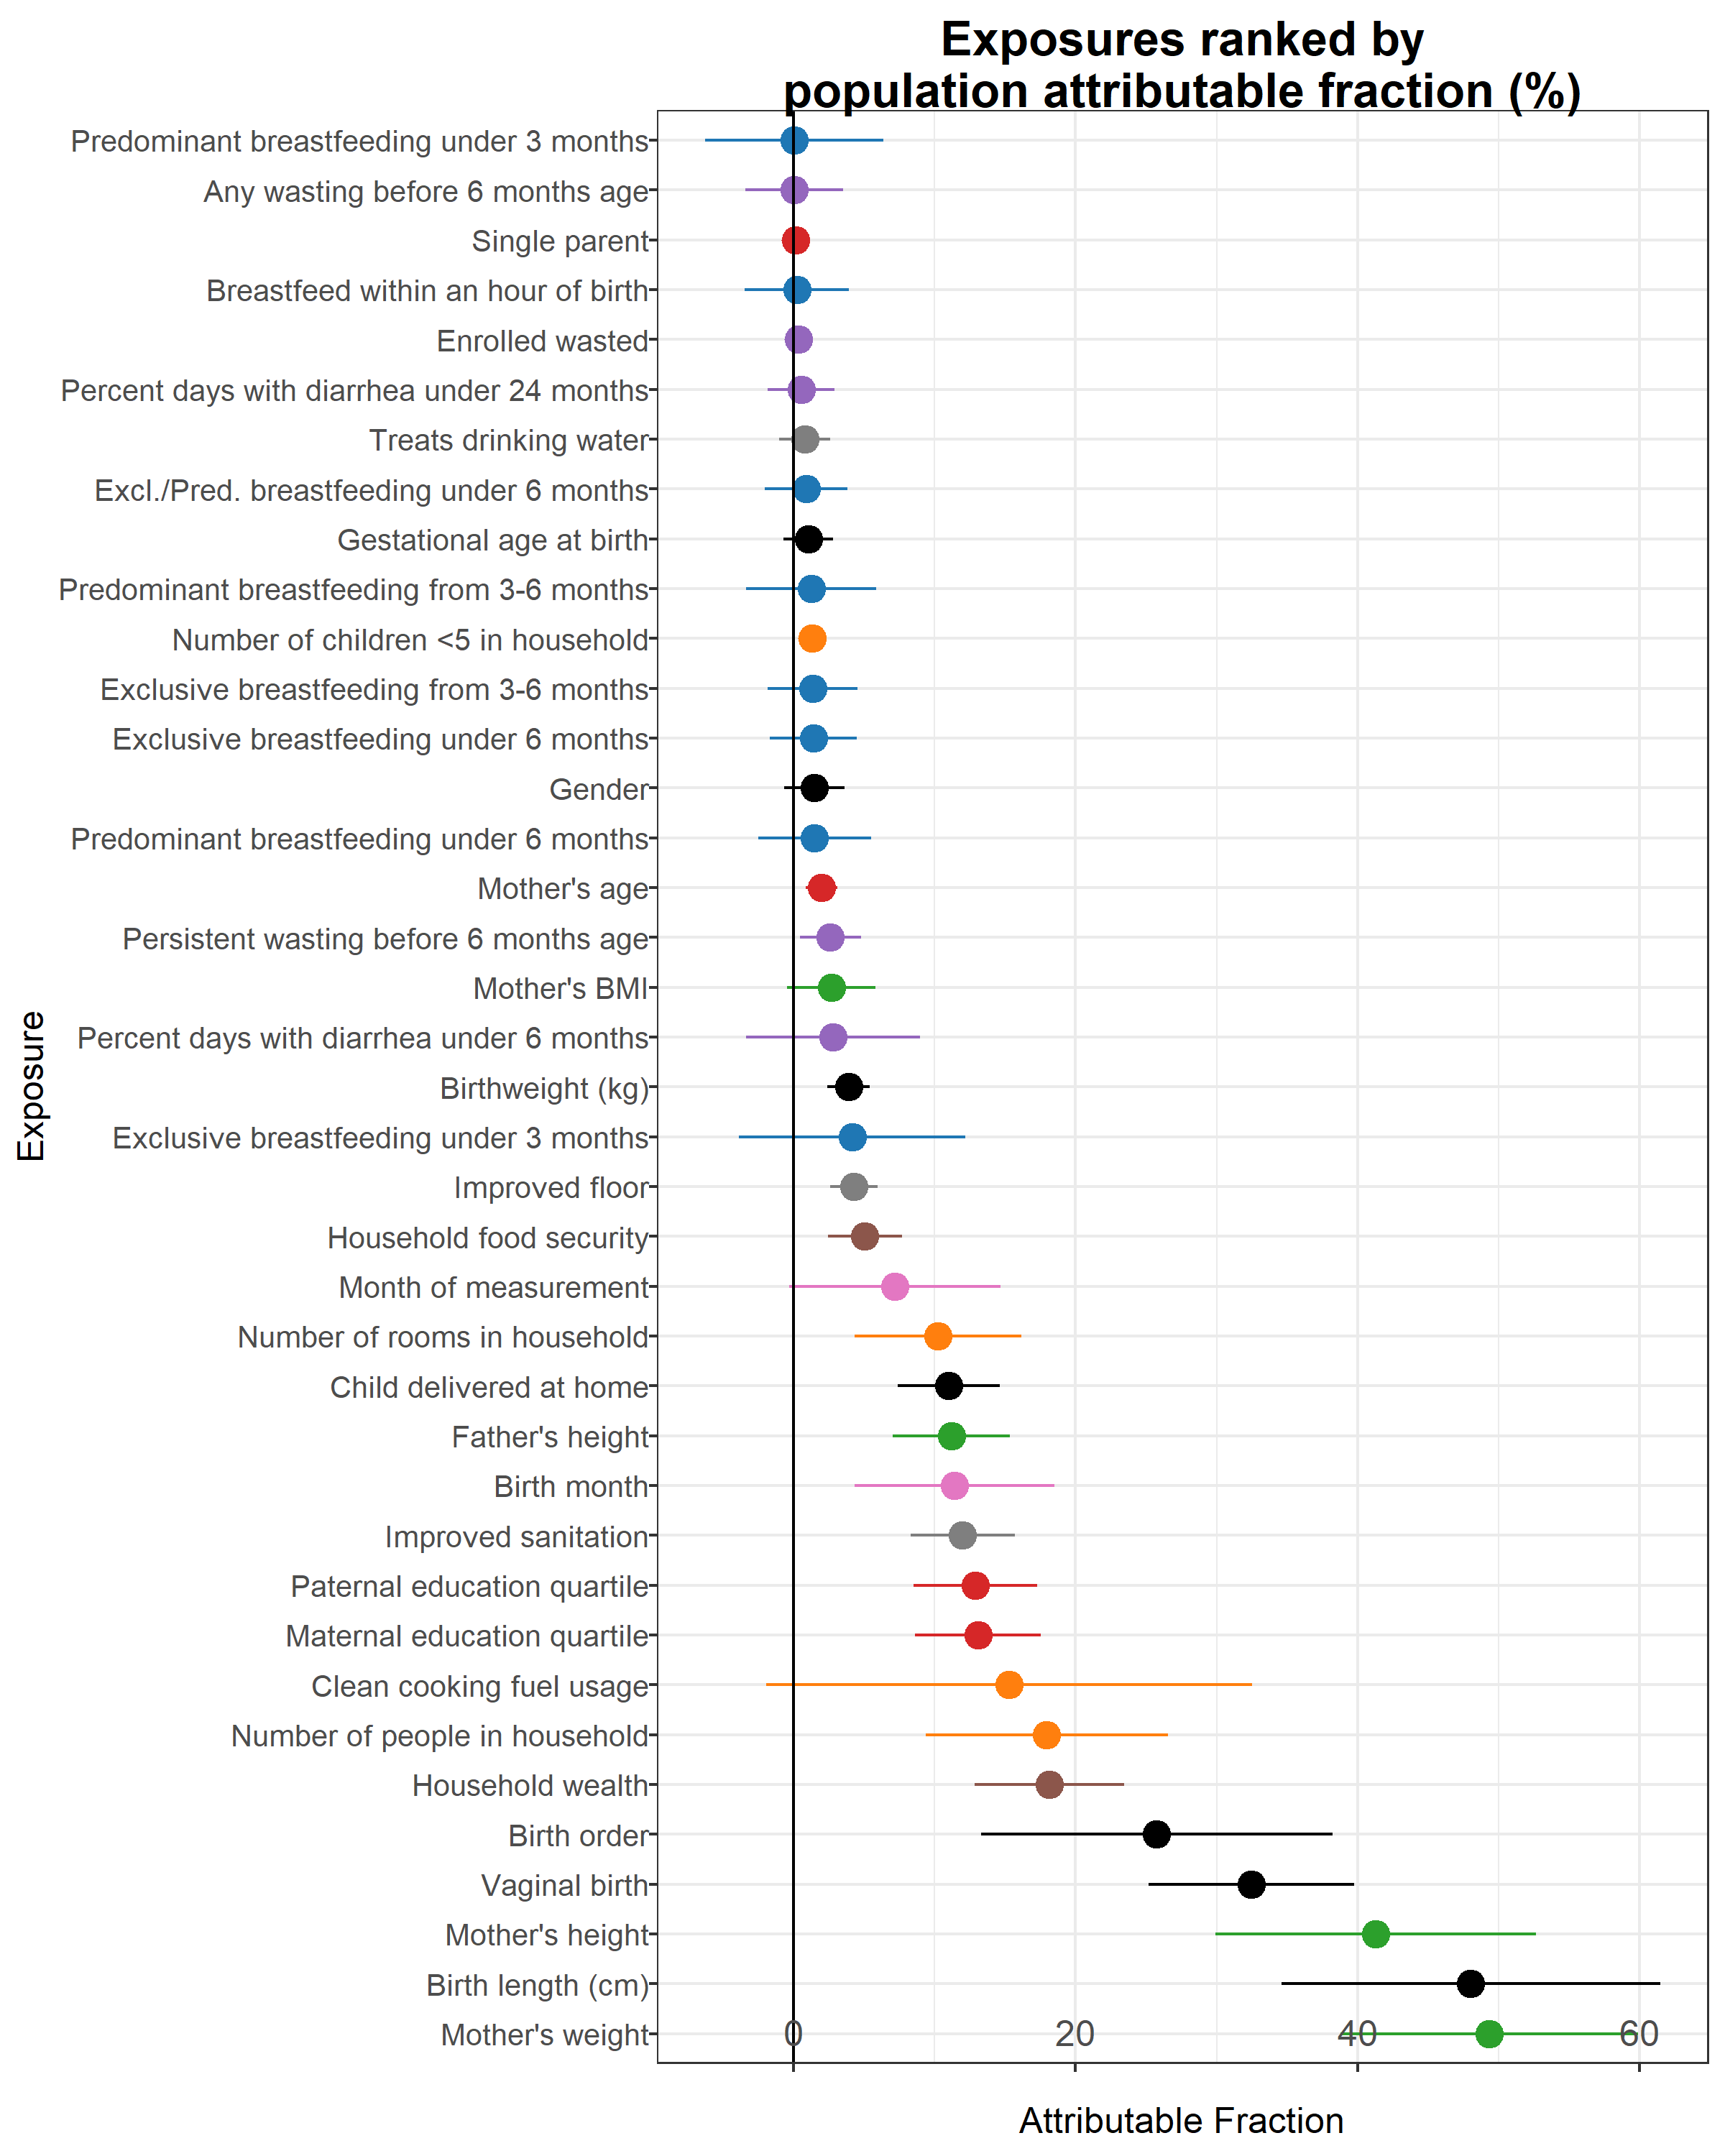 Exposures ranked by
population attributable fraction (%)
Predominant breastfeeding under 3 months
Any wasting before 6 months age
Single parent
Breastfeed within an hour of birth
Enrolled wasted
Percent days with diarrhea under 24 months
Treats drinking water
Excl./Pred. breastfeeding under 6 months
Gestational age at birth
Predominant breastfeeding from 3-6 months
Number of children <5 in household
Exclusive breastfeeding from 3-6 months
Exclusive breastfeeding under 6 months
Gender
Predominant breastfeeding under 6 months
Mother's age
Persistent wasting before 6 months age
Mother's BMI
Percent days with diarrhea under 6 months
Birthweight (kg)
Exclusive breastfeeding under 3 months
Improved floor
Household food security
Month of measurement
Number of rooms in household
Child delivered at home
Father's height
Birth month
Improved sanitation
Paternal education quartile
Maternal education quartile
Clean cooking fuel usage
Number of people in household
Household wealth
Birth order
Vaginal birth
Mother's height
Birth length (cm)
Mother's weight
Exposure
0 20 40 60
Attributable Fraction